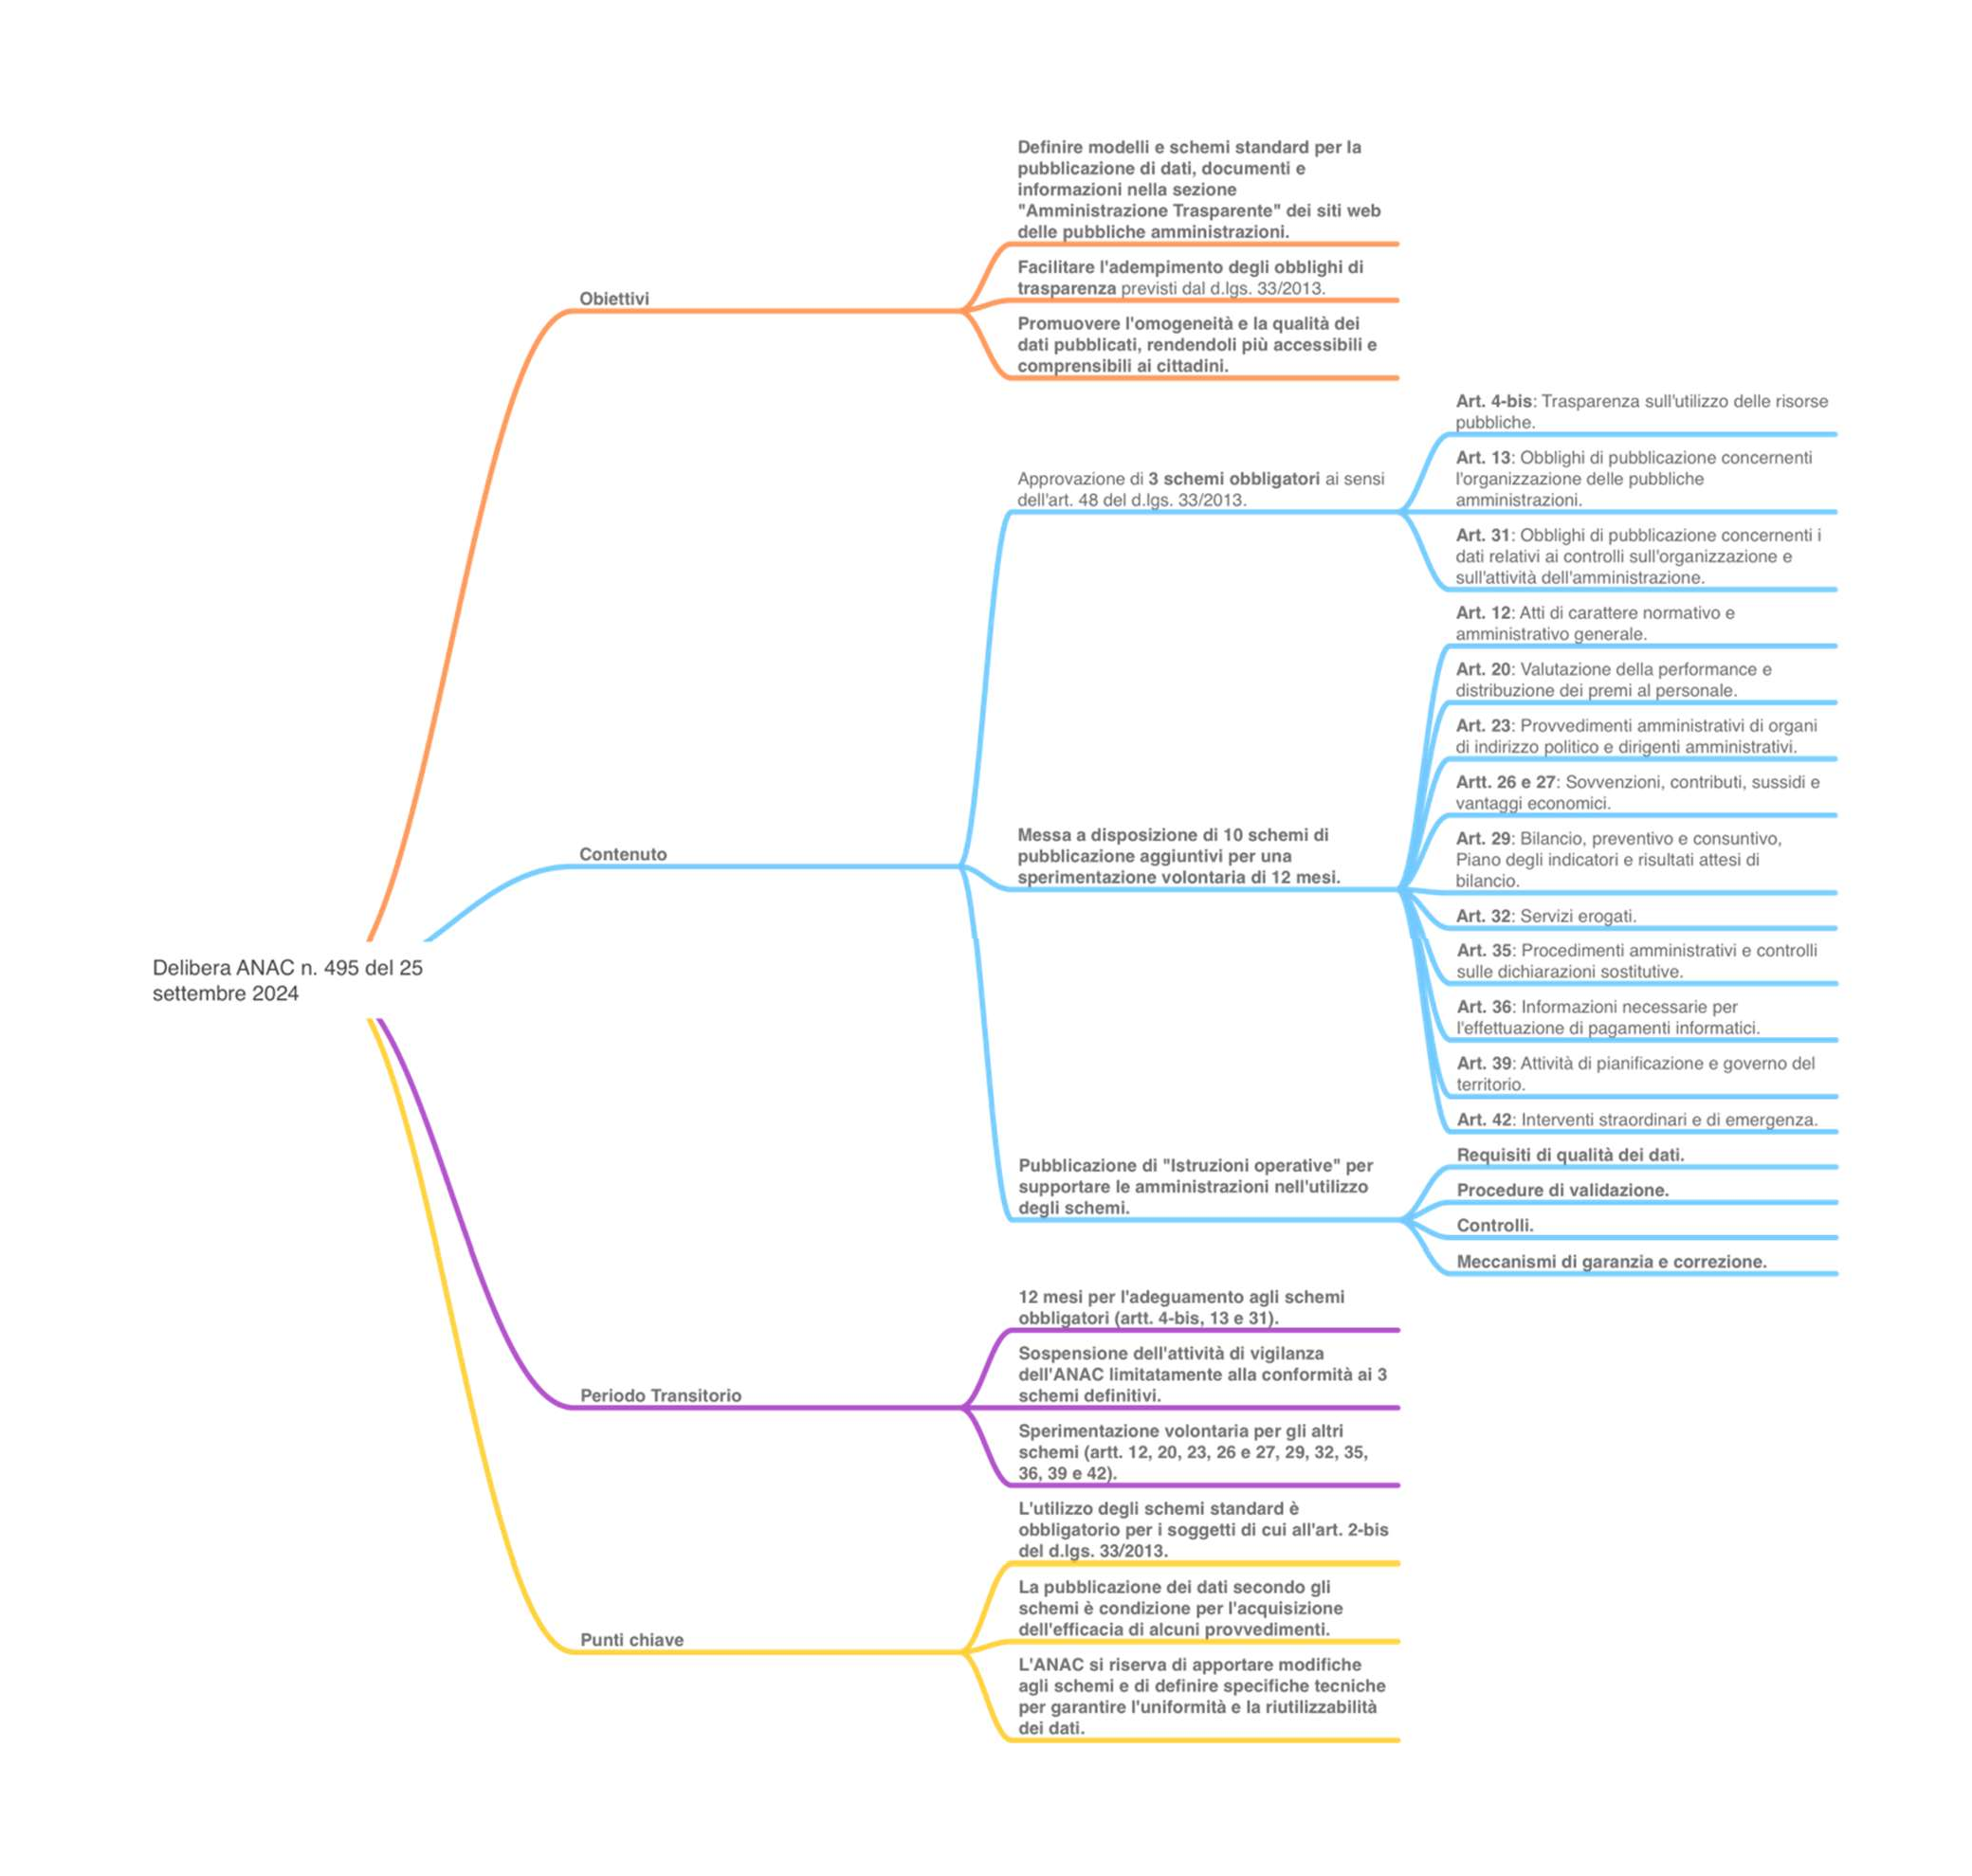 Delibera ANAC n. 495 del 25
settembre 2024
Obiettivi
Definire modelli e schemi standard per la
pubblicazione di dati, documenti e
informazioni nella sezione
"Amministrazione Trasparente" dei siti web
delle pubbliche amministrazioni.
Facilitare l'adempimento degli obblighi di
trasparenza previsti dal d.lgs. 33/2013.
Promuovere l'omogeneità e la qualità dei
dati pubblicati, rendendoli più accessibili e
comprensibili ai cittadini.
Contenuto
Approvazione di 3 schemi obbligatori ai sensi
dell'art. 48 del d.lgs. 33/2013.
Art. 4-bis: Trasparenza sull'utilizzo delle risorse
pubbliche.
Art. 13: Obblighi di pubblicazione concernenti
l'organizzazione delle pubbliche
amministrazioni.
Art. 31: Obblighi di pubblicazione concernenti i
dati relativi ai controlli sull'organizzazione e
sull'attività dell'amministrazione.
Messa a disposizione di 10 schemi di
pubblicazione aggiuntivi per una
sperimentazione volontaria di 12 mesi.
Art. 12: Atti di carattere normativo e
amministrativo generale.
Art. 20: Valutazione della performance e
distribuzione dei premi al personale.
Art. 23: Provvedimenti amministrativi di organi
di indirizzo politico e dirigenti amministrativi.
Artt. 26 e 27: Sovvenzioni, contributi, sussidi e
vantaggi economici.
Art. 29: Bilancio, preventivo e consuntivo,
Piano degli indicatori e risultati attesi di
bilancio.
Art. 32: Servizi erogati.
Art. 35: Procedimenti amministrativi e controlli
sulle dichiarazioni sostitutive.
Art. 36: Informazioni necessarie per
l'effettuazione di pagamenti informatici.
Art. 39: Attività di pianificazione e governo del
territorio.
Art. 42: Interventi straordinari e di emergenza.
Pubblicazione di "Istruzioni operative" per
supportare le amministrazioni nell'utilizzo
degli schemi.
Requisiti di qualità dei dati.
Procedure di validazione.
Controlli.
Meccanismi di garanzia e correzione.
Periodo Transitorio
12 mesi per l'adeguamento agli schemi
obbligatori (artt. 4-bis, 13 e 31).
Sospensione dell'attività di vigilanza
dell'ANAC limitatamente alla conformità ai 3
schemi definitivi.
Sperimentazione volontaria per gli altri
schemi (artt. 12, 20, 23, 26 e 27, 29, 32, 35,
36, 39 e 42).
Punti chiave
L'utilizzo degli schemi standard è
obbligatorio per i soggetti di cui all'art. 2-bis
del d.lgs. 33/2013.
La pubblicazione dei dati secondo gli
schemi è condizione per l'acquisizione
dell'efficacia di alcuni provvedimenti.
L'ANAC si riserva di apportare modifiche
agli schemi e di definire specifiche tecniche
per garantire l'uniformità e la riutilizzabilità
dei dati.